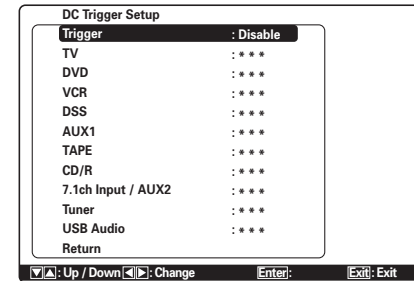 DC Trigger Setup
Trigger : Disable
TV : * * *
DVD : * * *
VCR : * * *
DSS : * * *
AUX1 : * * *
TAPE : * * *
CD/R : * * *
7.1ch Input / AUX2 : * * *
Tuner : * * *
USB Audio : * * *
Return
▼▲: Up / Down ◀▶: Change Enter: Exit: Exit